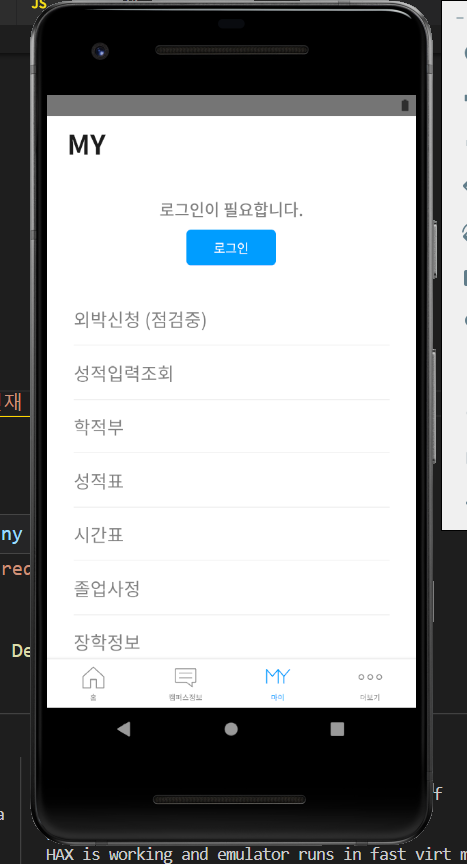 JS
MY
로그인이 필요합니다.
로그인
외박신청 (점검중)
성적입력조회
학적부
성적표
시간표
졸업사정
장학정보
홈
캠퍼스정보
MY
마이
더보기
재
ny
red
De
f
a
HAX is working and emulator runs in fast virt m